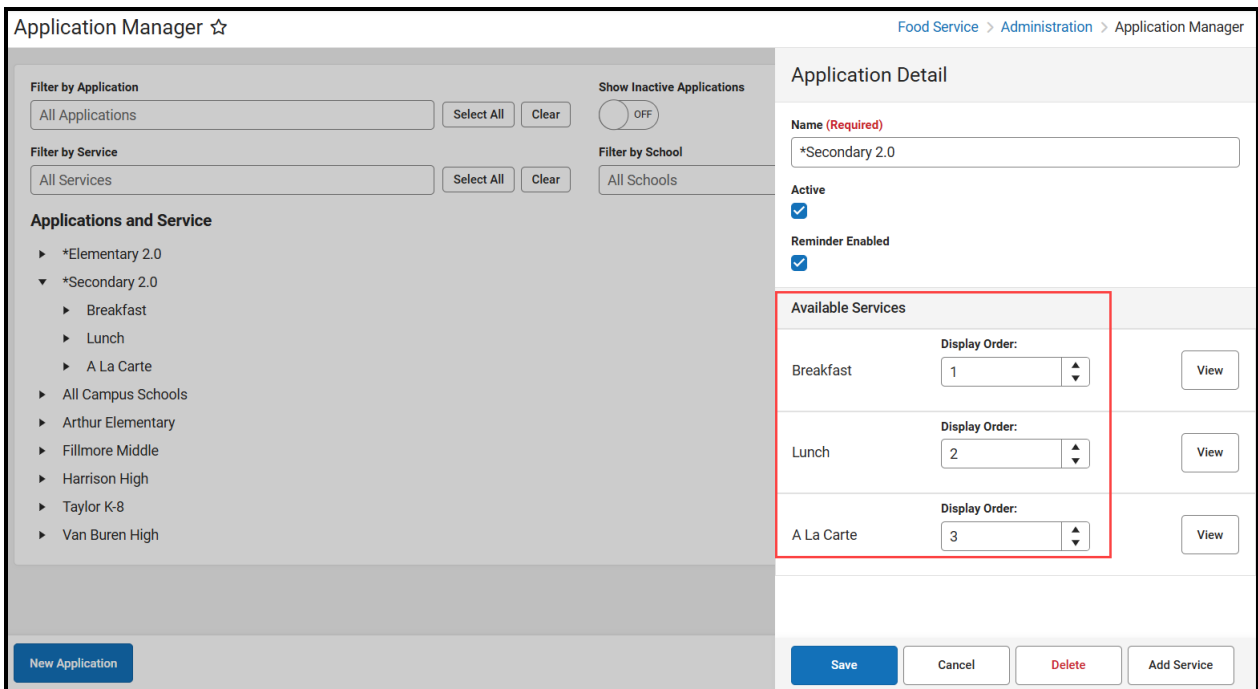 Application Manager
Food Service > Administration > Application Manager
Filter by Application
All Applications
Select All
Clear
Show Inactive Applications
OFF
Filter by Service
All Services
Select All
Clear
Filter by School
All Schools
Applications and Service
*Elementary 2.0
*Secondary 2.0
Breakfast
Lunch
A La Carte
All Campus Schools
Arthur Elementary
Fillmore Middle
Harrison High
Taylor K-8
Van Buren High
New Application
Application Detail
Name (Required)
*Secondary 2.0
Active
Reminder Enabled
Available Services
Display Order:
Breakfast 1 View
Display Order:
Lunch 2 View
Display Order:
A La Carte 3 View
Save Cancel Delete Add Service